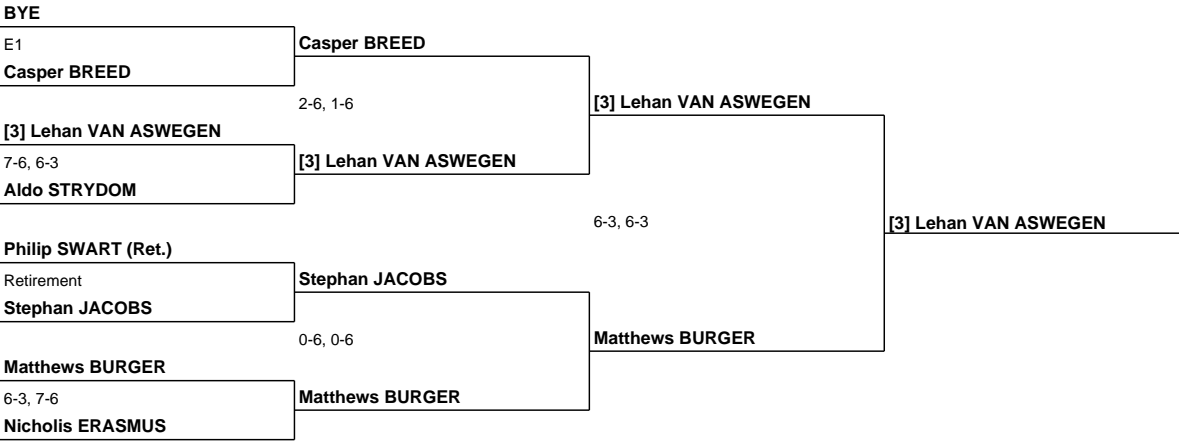 BYE
E1
Casper BREED
Casper BREED
2-6, 1-6
[3] Lehan VAN ASWEGEN
[3] Lehan VAN ASWEGEN
7-6, 6-3
Aldo STRYDOM
[3] Lehan VAN ASWEGEN
6-3, 6-3
[3] Lehan VAN ASWEGEN
Philip SWART (Ret.)
Retirement
Stephan JACOBS
Stephan JACOBS
0-6, 0-6
Matthews BURGER
Matthews BURGER
6-3, 7-6
Nicholis ERASMUS
Matthews BURGER